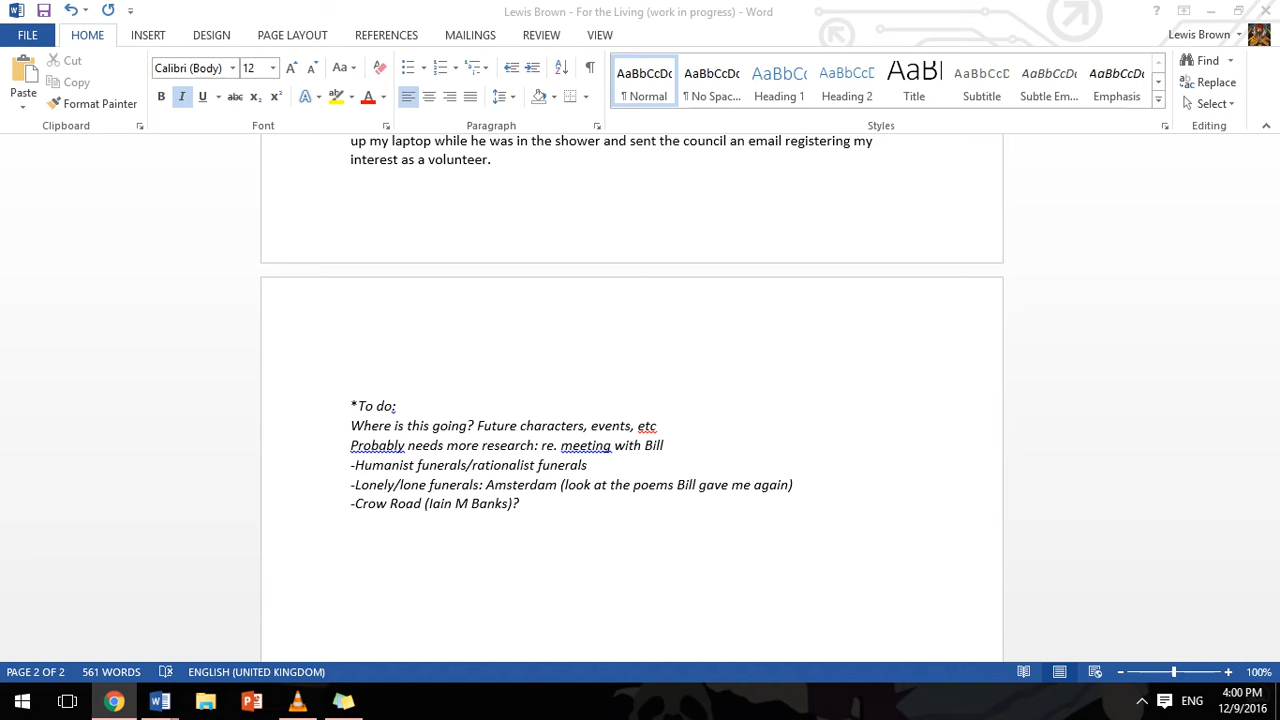 Lewis Brown - For the Living (work in progress) - Word
FILE HOME INSERT DESIGN PAGE LAYOUT REFERENCES MAILINGS REVIEW VIEW
Lewis Brown
Paste
Cut
Copy
Format Painter
Clipboard
Calibri (Body) 12
Font
Paragraph
AaBbCcDc AaBbCcDc AaBbCc AaBbCcD AaBl AaBbCcD AaBbCcDc AaBbCcDc
¶ Normal ¶ No Spac... Heading 1 Heading 2 Title Subtitle Subtle Em... Emphasis
Styles
Find
Replace
Select
Editing
up my laptop while he was in the shower and sent the council an email registering my
interest as a volunteer.
*To do:
Where is this going? Future characters, events, etc
Probably needs more research: re. meeting with Bill
-Humanist funerals/rationalist funerals
-Lonely/lone funerals: Amsterdam (look at the poems Bill gave me again)
-Crow Road (Iain M Banks)?
PAGE 2 OF 2 561 WORDS ENGLISH (UNITED KINGDOM) 100%
ENG
4:00 PM
12/9/2016